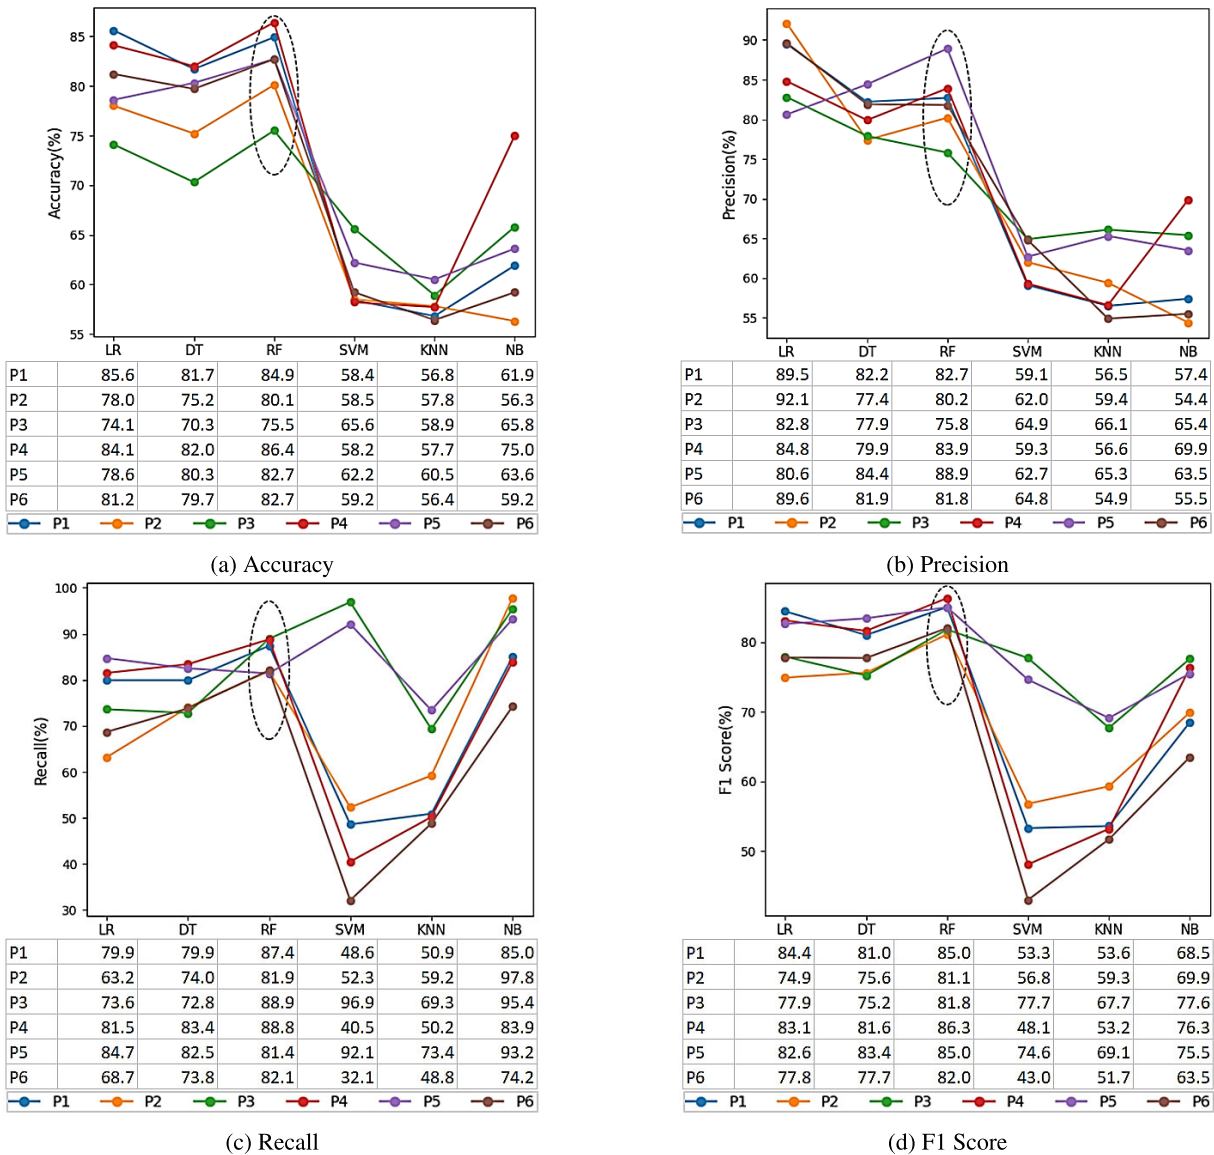 Accuracy(%)
85
80
75
70
65
60
55
LR DT RF SVM KNN NB
P1 85.6 81.7 84.9 58.4 56.8 61.9
P2 78.0 75.2 80.1 58.5 57.8 56.3
P3 74.1 70.3 75.5 65.6 58.9 65.8
P4 84.1 82.0 86.4 58.2 57.7 75.0
P5 78.6 80.3 82.7 62.2 60.5 63.6
P6 81.2 79.7 82.7 59.2 56.4 59.2
P1 P2 P3 P4 P5 P6
(a) Accuracy
Precision(%)
90
85
80
75
70
65
60
55
LR DT RF SVM KNN NB
P1 89.5 82.2 82.7 59.1 56.5 57.4
P2 92.1 77.4 80.2 62.0 59.4 54.4
P3 82.8 77.9 75.8 64.9 66.1 65.4
P4 84.8 79.9 83.9 59.3 56.6 69.9
P5 80.6 84.4 88.9 62.7 65.3 63.5
P6 89.6 81.9 81.8 64.8 54.9 55.5
P1 P2 P3 P4 P5 P6
(b) Precision
Recall(%)
100
90
80
70
60
50
40
30
LR DT RF SVM KNN NB
P1 79.9 79.9 87.4 48.6 50.9 85.0
P2 63.2 74.0 81.9 52.3 59.2 97.8
P3 73.6 72.8 88.9 96.9 69.3 95.4
P4 81.5 83.4 88.8 40.5 50.2 83.9
P5 84.7 82.5 81.4 92.1 73.4 93.2
P6 68.7 73.8 82.1 32.1 48.8 74.2
P1 P2 P3 P4 P5 P6
(c) Recall
F1 Score(%)
80
70
60
50
LR DT RF SVM KNN NB
P1 84.4 81.0 85.0 53.3 53.6 68.5
P2 74.9 75.6 81.1 56.8 59.3 69.9
P3 77.9 75.2 81.8 77.7 67.7 77.6
P4 83.1 81.6 86.3 48.1 53.2 76.3
P5 82.6 83.4 85.0 74.6 69.1 75.5
P6 77.8 77.7 82.0 43.0 51.7 63.5
P1 P2 P3 P4 P5 P6
(d) F1 Score